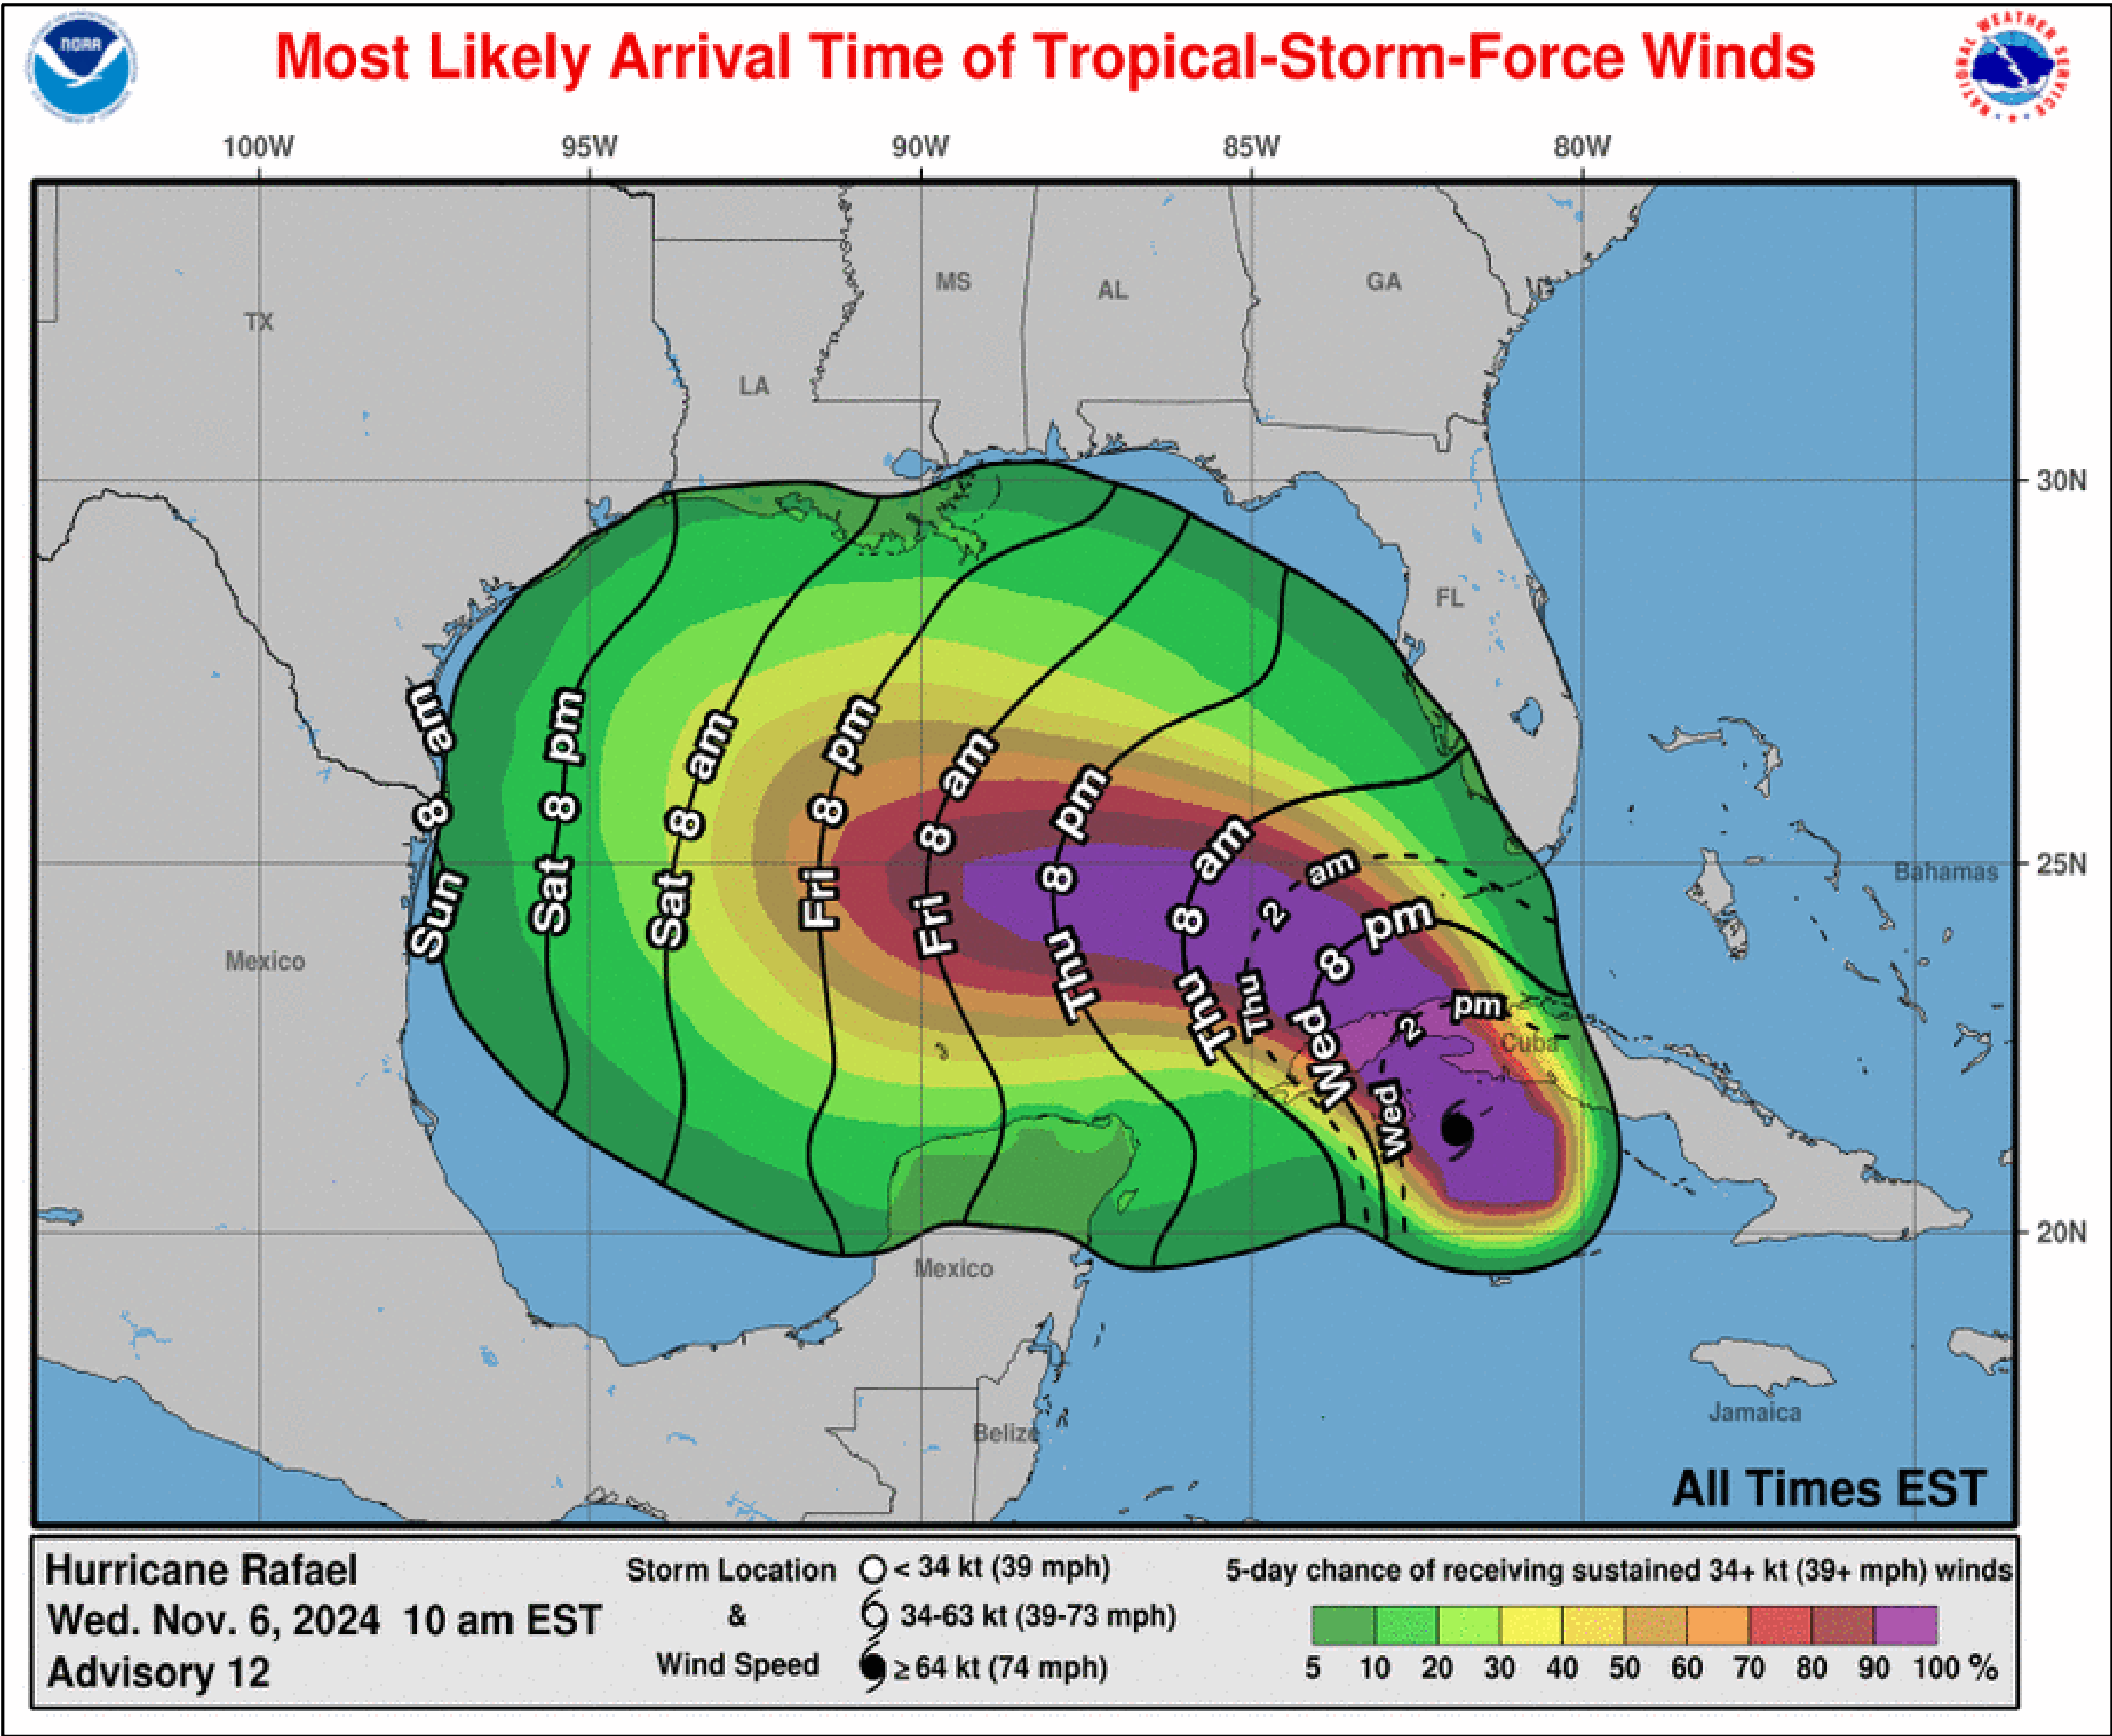 NOAA
Most Likely Arrival Time of Tropical-Storm-Force Winds
NATIONAL WEATHER SERVICE
100W 95W 90W 85W 80W
TX
LA
MS
AL
GA
FL
30N
25N
20N
Bahamas
Cuba
Jamaica
Mexico
Mexico
Belize
Sun 8 am
Sat 8 pm
Sat 8 am
Fri 8 pm
Fri 8 am
Thu 8 pm
Thu 8 am
Thu 2 am
Wed 8 pm
Wed 2 pm
All Times EST
Hurricane Rafael
Wed. Nov. 6, 2024 10 am EST
Advisory 12
Storm Location
&
Wind Speed
< 34 kt (39 mph)
34-63 kt (39-73 mph)
≥ 64 kt (74 mph)
5-day chance of receiving sustained 34+ kt (39+ mph) winds
5 10 20 30 40 50 60 70 80 90 100 %